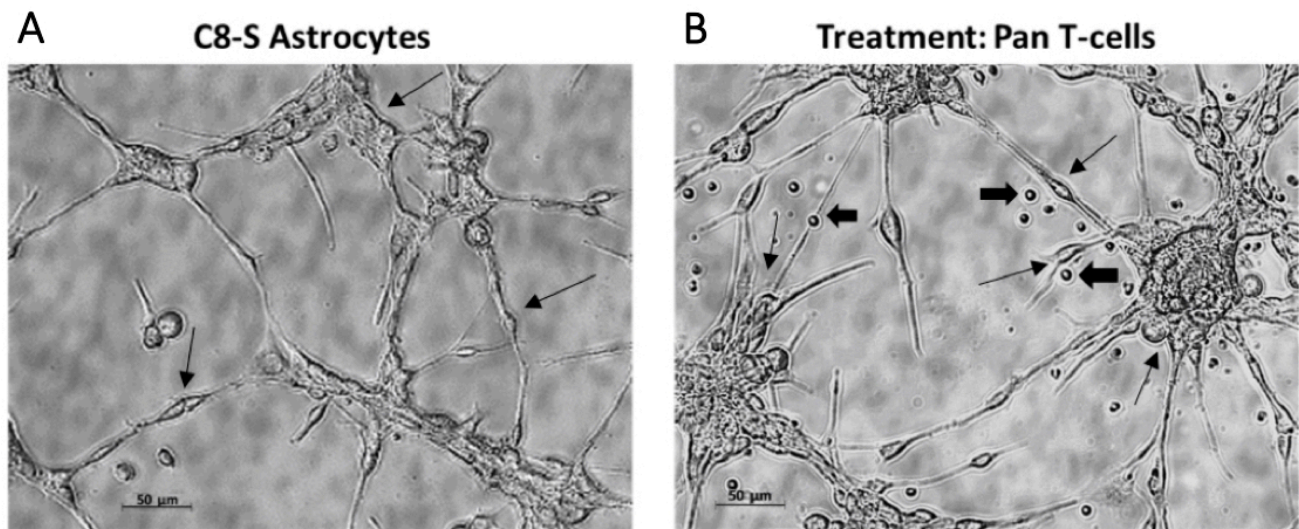 A
C8-S Astrocytes
50 µm
B
Treatment: Pan T-cells
50 µm